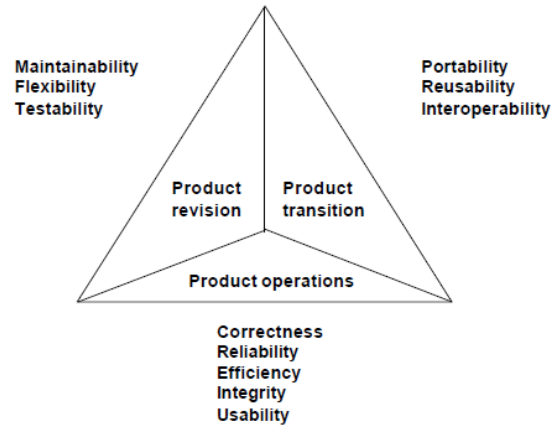 Maintainability
Flexibility
Testability
Portability
Reusability
Interoperability
Product
revision
Product
transition
Product operations
Correctness
Reliability
Efficiency
Integrity
Usability